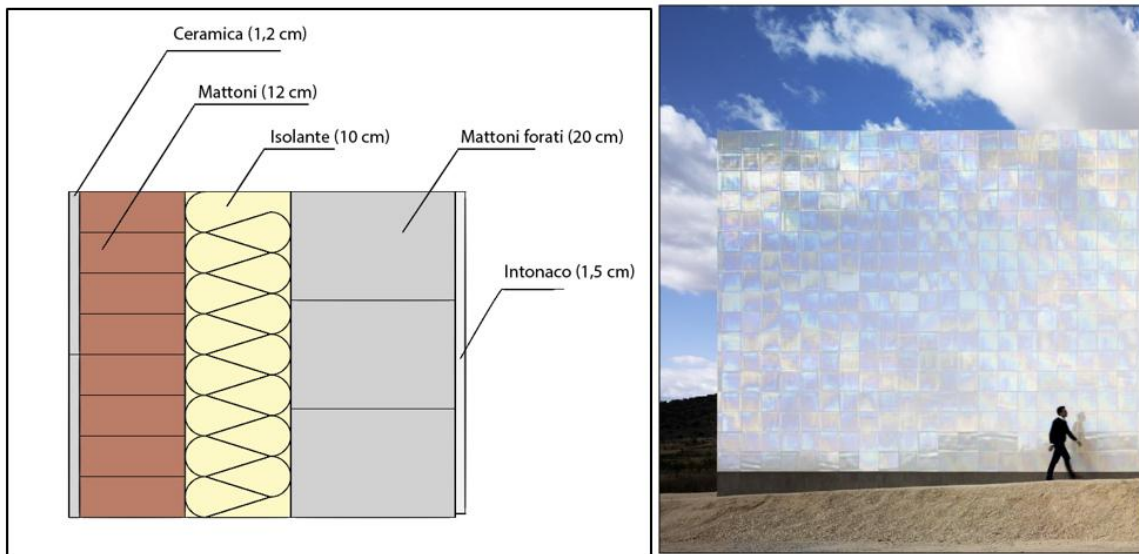 Ceramica (1,2 cm)
Mattoni (12 cm)
Isolante (10 cm)
Mattoni forati (20 cm)
Intonaco (1,5 cm)